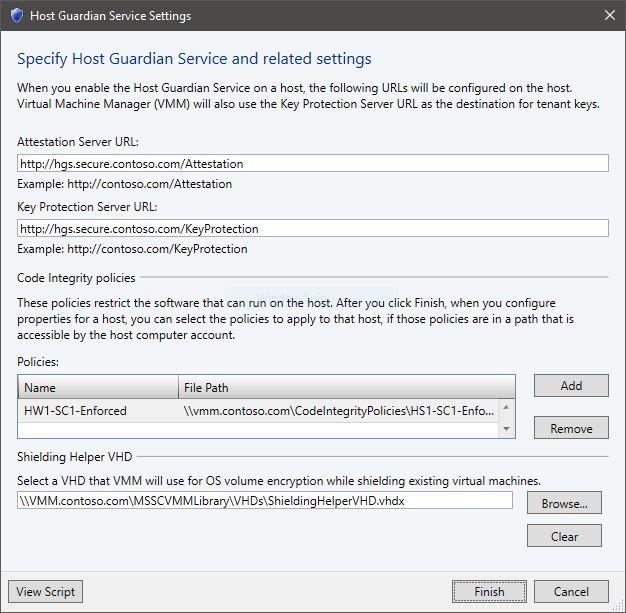 Host Guardian Service Settings
Specify Host Guardian Service and related settings
When you enable the Host Guardian Service on a host, the following URLs will be configured on the host.
Virtual Machine Manager (VMM) will also use the Key Protection Server URL as the destination for tenant keys.
Attestation Server URL:
http://hgs.secure.contoso.com/Attestation
Example: http://contoso.com/Attestation
Key Protection Server URL:
http://hgs.secure.contoso.com/KeyProtection
Example: http://contoso.com/KeyProtection
Code Integrity policies
These policies restrict the software that can run on the host. After you click Finish, when you configure
properties for a host, you can select the policies to apply to that host, if those policies are in a path that is
accessible by the host computer account.
Policies:
Name File Path
HW1-SC1-Enforced \\vmm.contoso.com\CodeIntegrityPolicies\HS1-SC1-Enfo...
Add
Remove
Shielding Helper VHD
Select a VHD that VMM will use for OS volume encryption while shielding existing virtual machines.
\\VMM.contoso.com\MSSCVMMLibrary\VHDs\ShieldingHelperVHD.vhdx
Browse...
Clear
View Script Finish Cancel